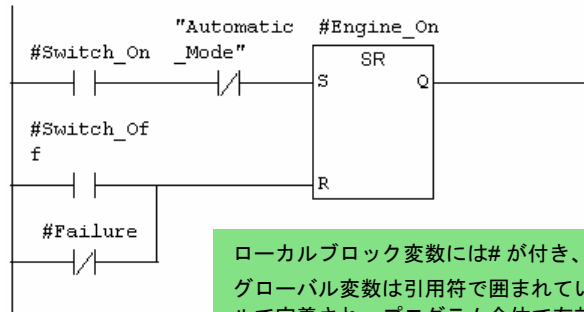 "Automatic #Engine_On
#Switch_On _Mode" SR
S Q
#Switch_Of
f
R
#Failure
ローカルブロック変数には# が付き、
グローバル変数は引用符で囲まれてい